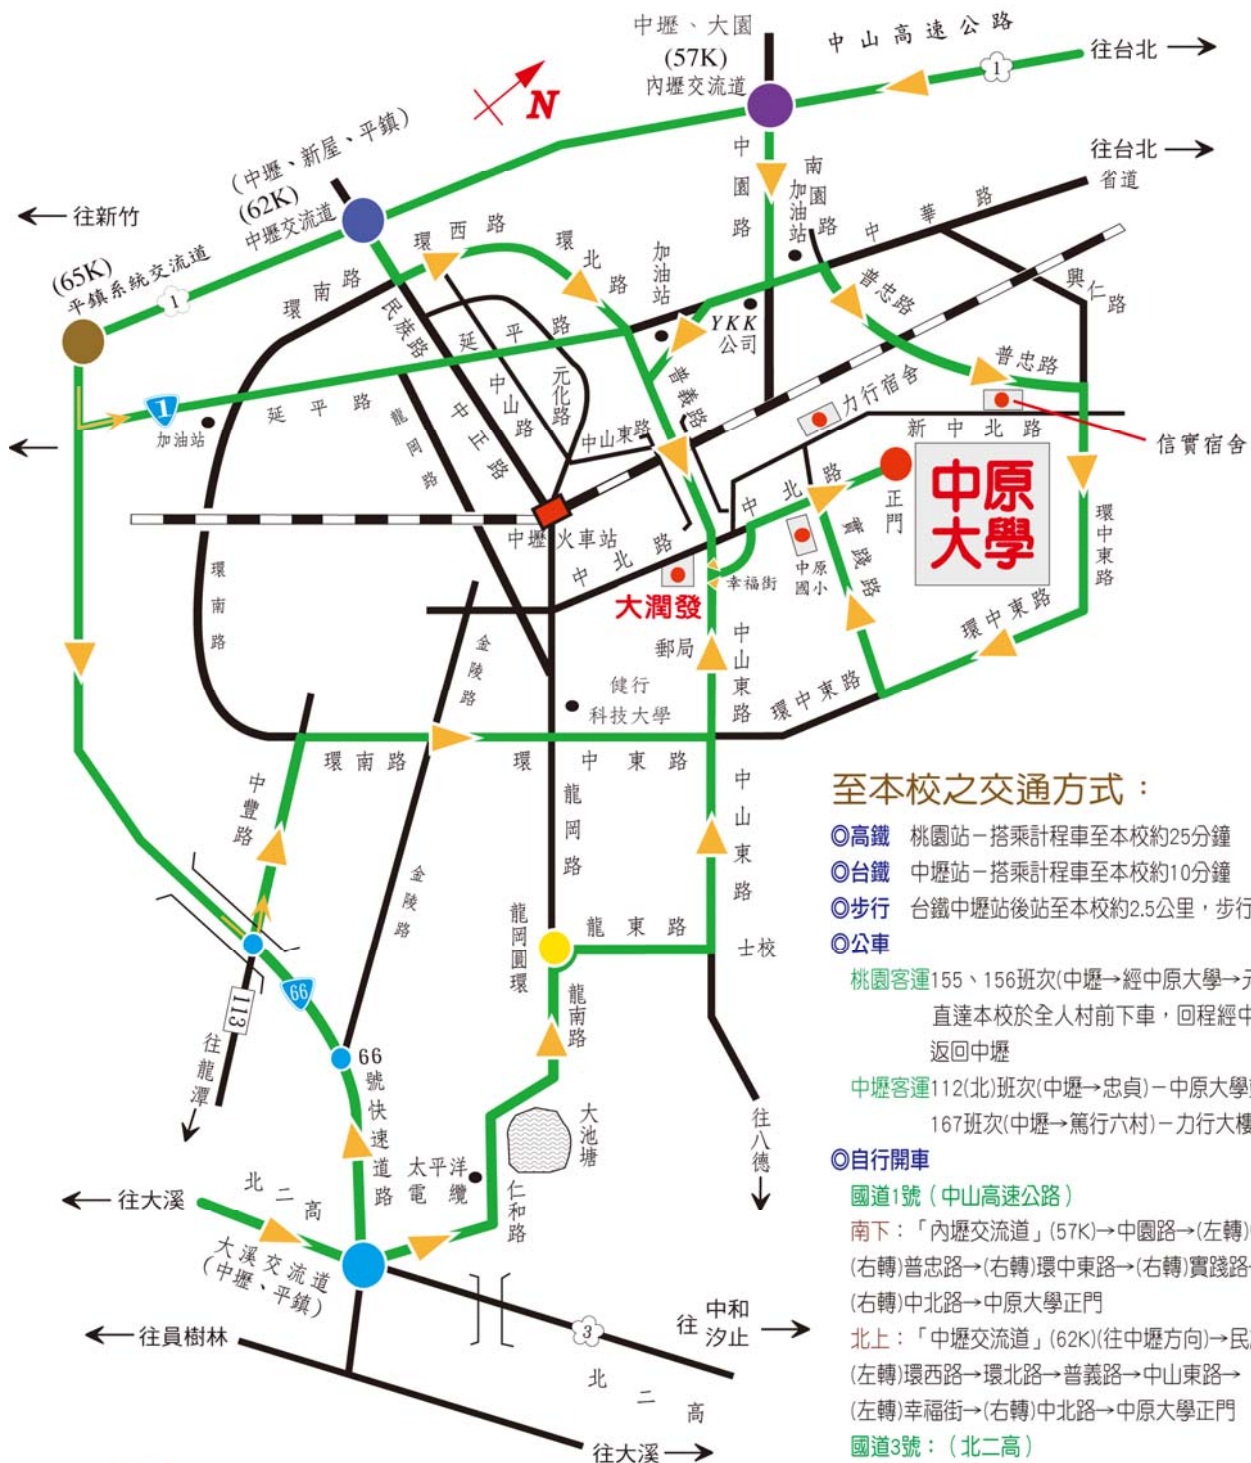 中壢、大園
(57K)
內壢交流道
中山高速公路
1
往台北
往台北
省道
N
(中壢、新屋、平鎮)
(62K)
中壢交流道
往新竹
(65K)
平鎮系統交流道
1
環西路
環北路
環南路
民族路
延平路
加油站
YKK
公司
中園路
南園路
加油站
中華路
普忠路
興仁路
普忠路
1
加油站
延平路
龍岡路
中正路
中山路
元化路
中山東路
普義路
力行宿舍
新中北路
信實宿舍
中原
大學
正門
環中東路
中壢火車站
中北路
中北路
大潤發
幸福街
中原
國小
實踐路
環中東路
環南路
金陵路
郵局
中山東路
健行
科技大學
環中東路
環南路
環中東路
中豐路
龍岡路
中山東路
金陵路
龍岡圓環
龍東路
士校
66
113
往龍潭
66
號快速道路
龍南路
大池塘
太平洋
電纜
仁和路
往八德
往大溪
北二高
大溪交流道
(中壢、平鎮)
往員樹林
3
往
中和
汐止
北二高
往大溪
至本校之交通方式：
◎高鐵 桃園站－搭乘計程車至本校約25分鐘
◎台鐵 中壢站－搭乘計程車至本校約10分鐘
◎步行 台鐵中壢站後站至本校約2.5公里，步行
◎公車
桃園客運155、156班次(中壢→經中原大學→
直達本校於全人村前下車，回程經中
返回中壢
中壢客運112(北)班次(中壢→忠貞)－中原大學
167班次(中壢→篤行六村)－力行大樓
◎自行開車
國道1號（中山高速公路）
南下：「內壢交流道」(57K)→中園路→(左轉)
(右轉)普忠路→(右轉)環中東路→(右轉)實踐路
(右轉)中北路→中原大學正門
北上：「中壢交流道」(62K)(往中壢方向)→民
(左轉)環西路→環北路→普義路→中山東路→
(左轉)幸福街→(右轉)中北路→中原大學正門
國道3號：（北二高）